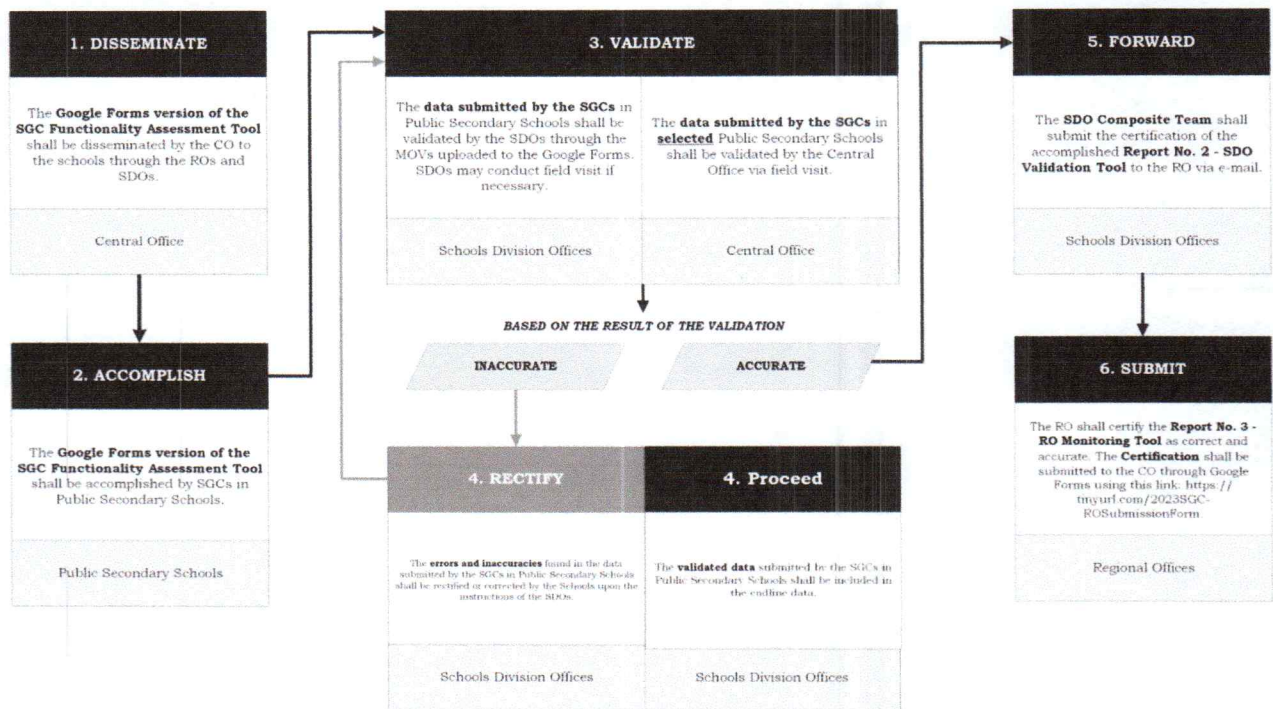 1. DISSEMINATE
The Google Forms version of the
SGC Functionality Assessment Tool
shall be disseminated by the CO to
the schools through the ROs and
SDOs.
Central Office
2. ACCOMPLISH
The Google Forms version of the
SGC Functionality Assessment Tool
shall be accomplished by SGCs in
Public Secondary Schools.
Public Secondary Schools
3. VALIDATE
The data submitted by the SGCs in
Public Secondary Schools shall be
validated by the SDOs through the
MOVs uploaded to the Google Forms.
SDOs may conduct field visit if
necessary.
Schools Division Offices
The data submitted by the SGCs in
selected Public Secondary Schools
shall be validated by the Central
Office via field visit.
Central Office
BASED ON THE RESULT OF THE VALIDATION
INACCURATE
ACCURATE
4. RECTIFY
The errors and inaccuracies found in the data
submitted by the SGCs in Public Secondary Schools
shall be rectified or corrected by the Schools upon the
instructions of the SDOs.
Schools Division Offices
4. Proceed
The validated data submitted by the SGCs in
Public Secondary Schools shall be included in
the endline data.
Schools Division Offices
5. FORWARD
The SDO Composite Team shall
submit the certification of the
accomplished Report No. 2 - SDO
Validation Tool to the RO via e-mail.
Schools Division Offices
6. SUBMIT
The RO shall certify the Report No. 3 -
RO Monitoring Tool as correct and
accurate. The Certification shall be
submitted to the CO through Google
Forms using this link: https://
tinyurl.com/2023SGC-
ROSubmissionForm
Regional Offices